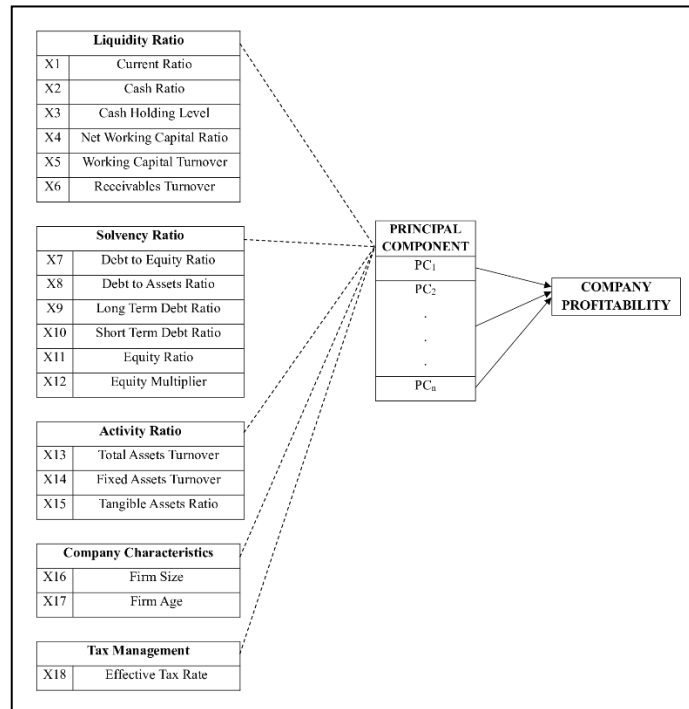 Liquidity Ratio
X1 Current Ratio
X2 Cash Ratio
X3 Cash Holding Level
X4 Net Working Capital Ratio
X5 Working Capital Turnover
X6 Receivables Turnover
Solvency Ratio
X7 Debt to Equity Ratio
X8 Debt to Assets Ratio
X9 Long Term Debt Ratio
X10 Short Term Debt Ratio
X11 Equity Ratio
X12 Equity Multiplier
Activity Ratio
X13 Total Assets Turnover
X14 Fixed Assets Turnover
X15 Tangible Assets Ratio
Company Characteristics
X16 Firm Size
X17 Firm Age
Tax Management
X18 Effective Tax Rate
PRINCIPAL
COMPONENT
PC₁
PC₂
.
.
.
PCₙ
COMPANY
PROFITABILITY